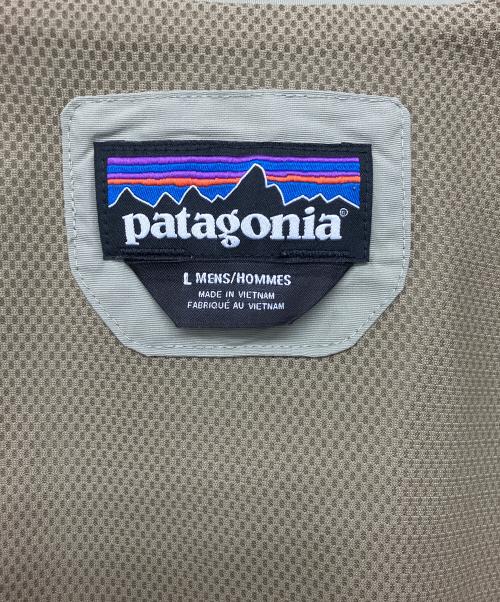 patagonia®
L MENS/HOMMES
MADE IN VIETNAM
FABRIQUÉ AU VIETNAM